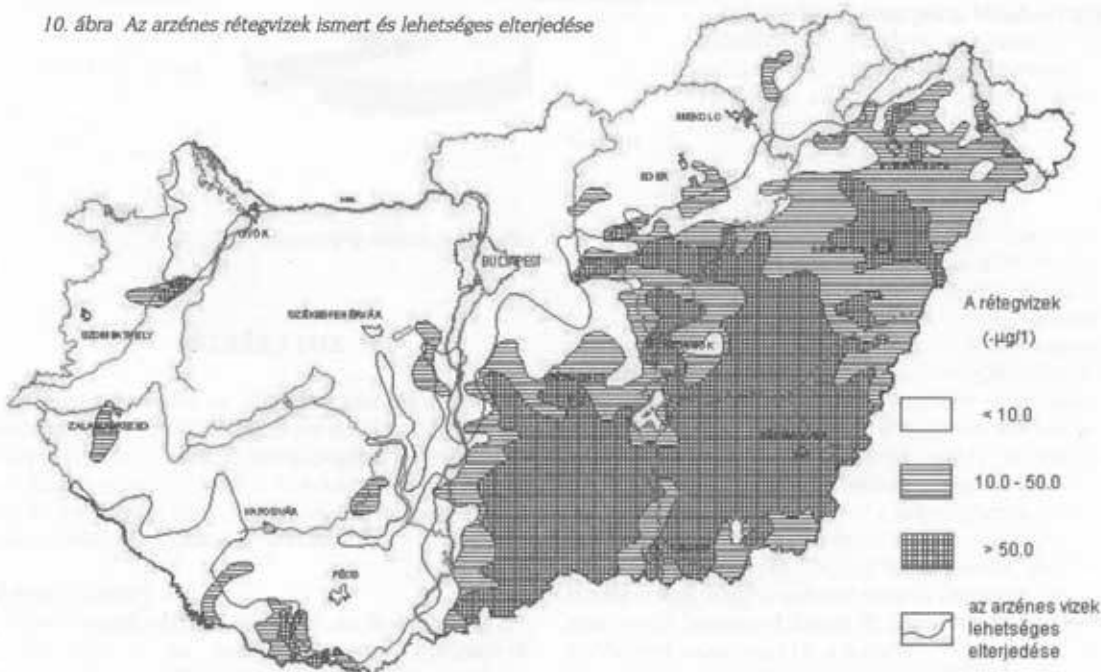 10. ábra Az arzénes rétegvizek ismert és lehetséges elterjedése
MISKOLC
EGER
GYŐR
BUDAPEST
SZÉKESFEHÉRVÁR
SZOMBATHELY
ZALAEGERSZEG
KAPOSVÁR
PÉCS
A rétegvizek
(-µg/1)
< 10.0
10.0 - 50.0
> 50.0
az arzénes vizek
lehetséges
elterjedése